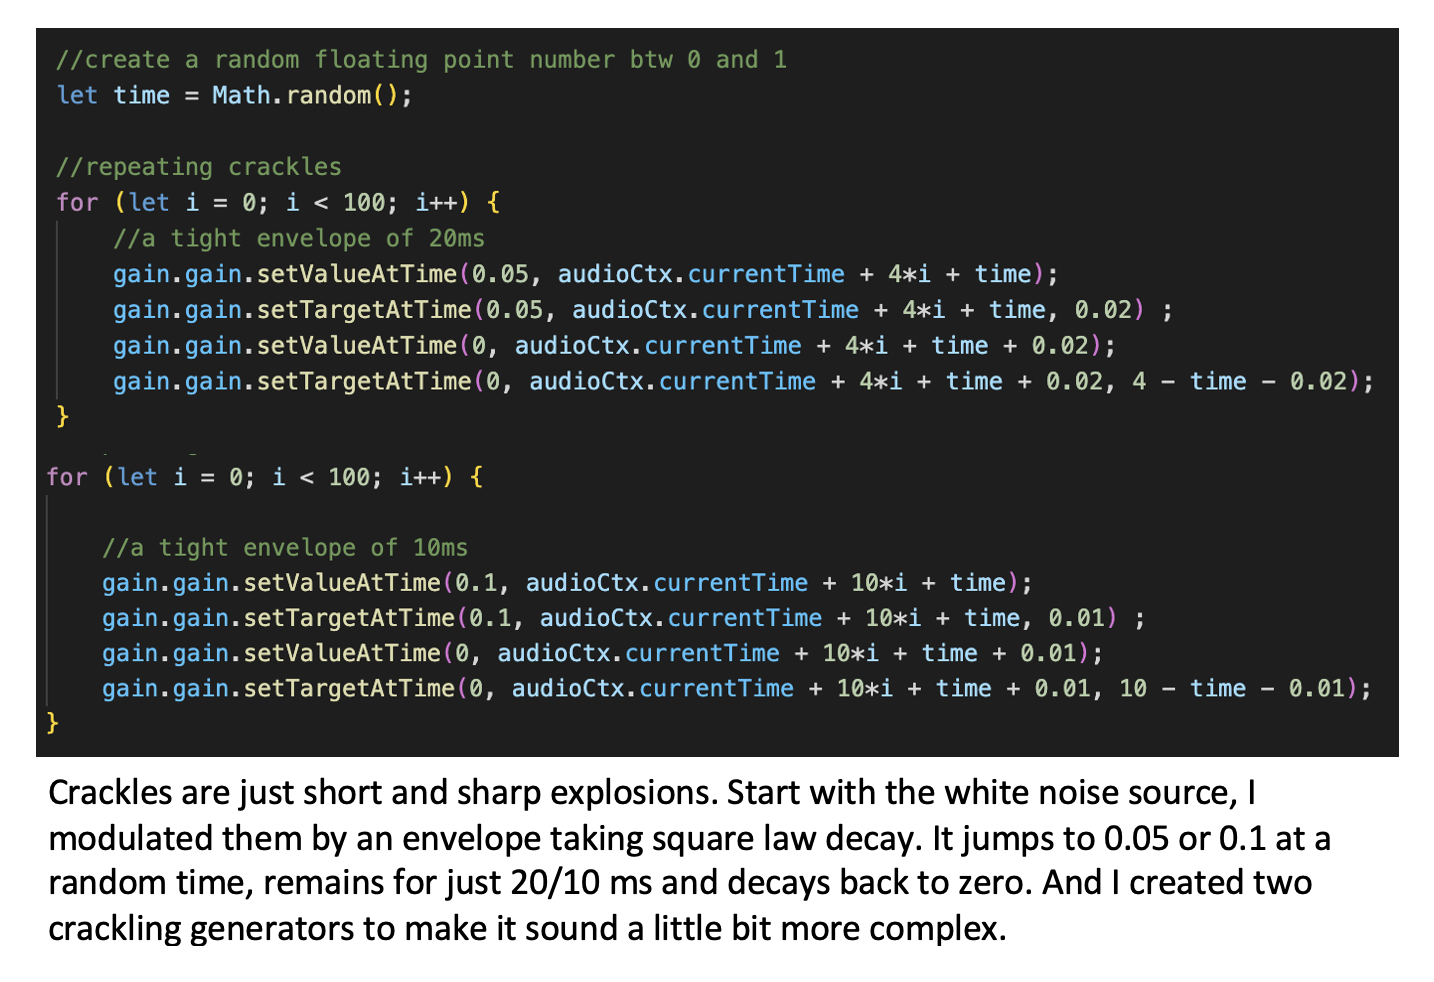 //create a random floating point number btw 0 and 1
let time = Math.random();
//repeating crackles
for (let i = 0; i < 100; i++) {
//a tight envelope of 20ms
gain.gain.setValueAtTime(0.05, audioCtx.currentTime + 4*i + time);
gain.gain.setTargetAtTime(0.05, audioCtx.currentTime + 4*i + time, 0.02) ;
gain.gain.setValueAtTime(0, audioCtx.currentTime + 4*i + time + 0.02);
gain.gain.setTargetAtTime(0, audioCtx.currentTime + 4*i + time + 0.02, 4 - time - 0.02);
}
for (let i = 0; i < 100; i++) {
//a tight envelope of 10ms
gain.gain.setValueAtTime(0.1, audioCtx.currentTime + 10*i + time);
gain.gain.setTargetAtTime(0.1, audioCtx.currentTime + 10*i + time, 0.01) ;
gain.gain.setValueAtTime(0, audioCtx.currentTime + 10*i + time + 0.01);
gain.gain.setTargetAtTime(0, audioCtx.currentTime + 10*i + time + 0.01, 10 - time - 0.01);
}
Crackles are just short and sharp explosions. Start with the white noise source, I
modulated them by an envelope taking square law decay. It jumps to 0.05 or 0.1 at a
random time, remains for just 20/10 ms and decays back to zero. And I created two
crackling generators to make it sound a little bit more complex.